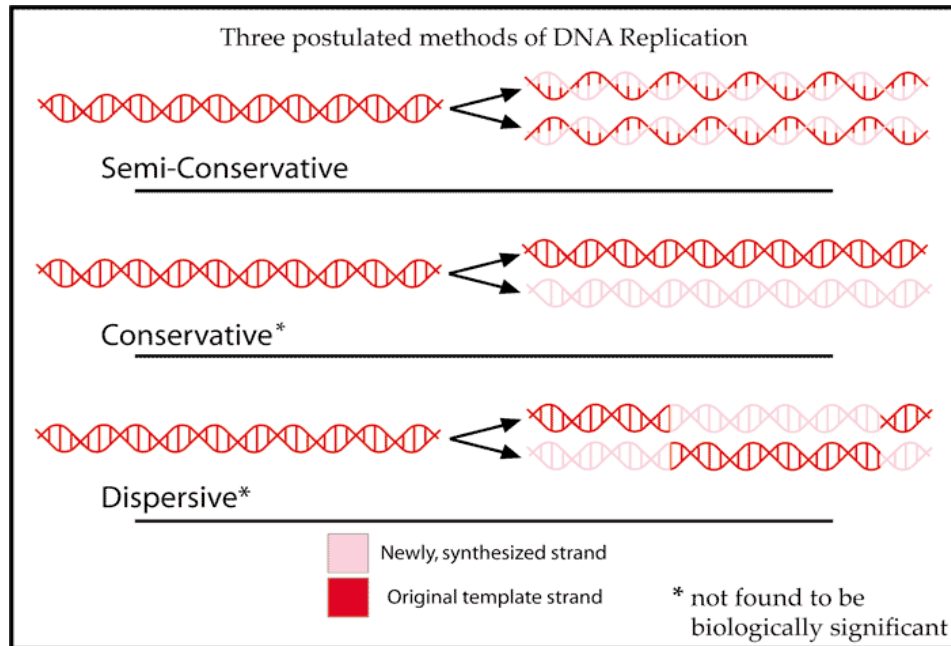 Three postulated methods of DNA Replication
Semi-Conservative
Conservative*
Dispersive*
Newly, synthesized strand
Original template strand
* not found to be
biologically significant